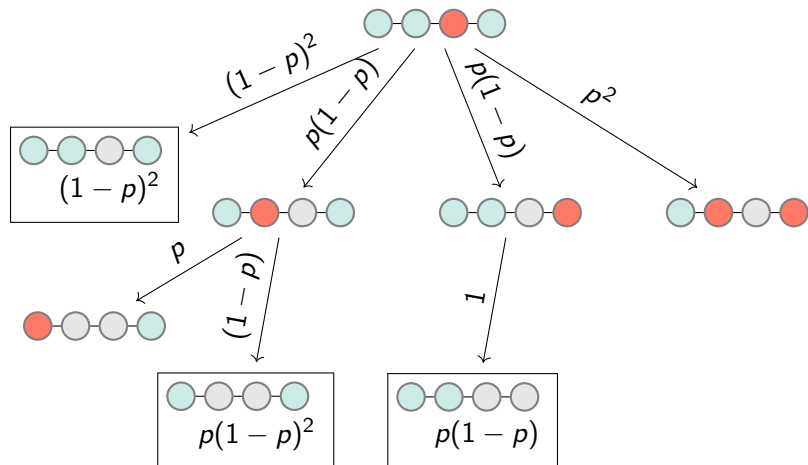 (1 − p)²
p(1 − p)
p(1 − p)
p²
(1 − p)²
p
(1 − p)
1
p(1 − p)²
p(1 − p)